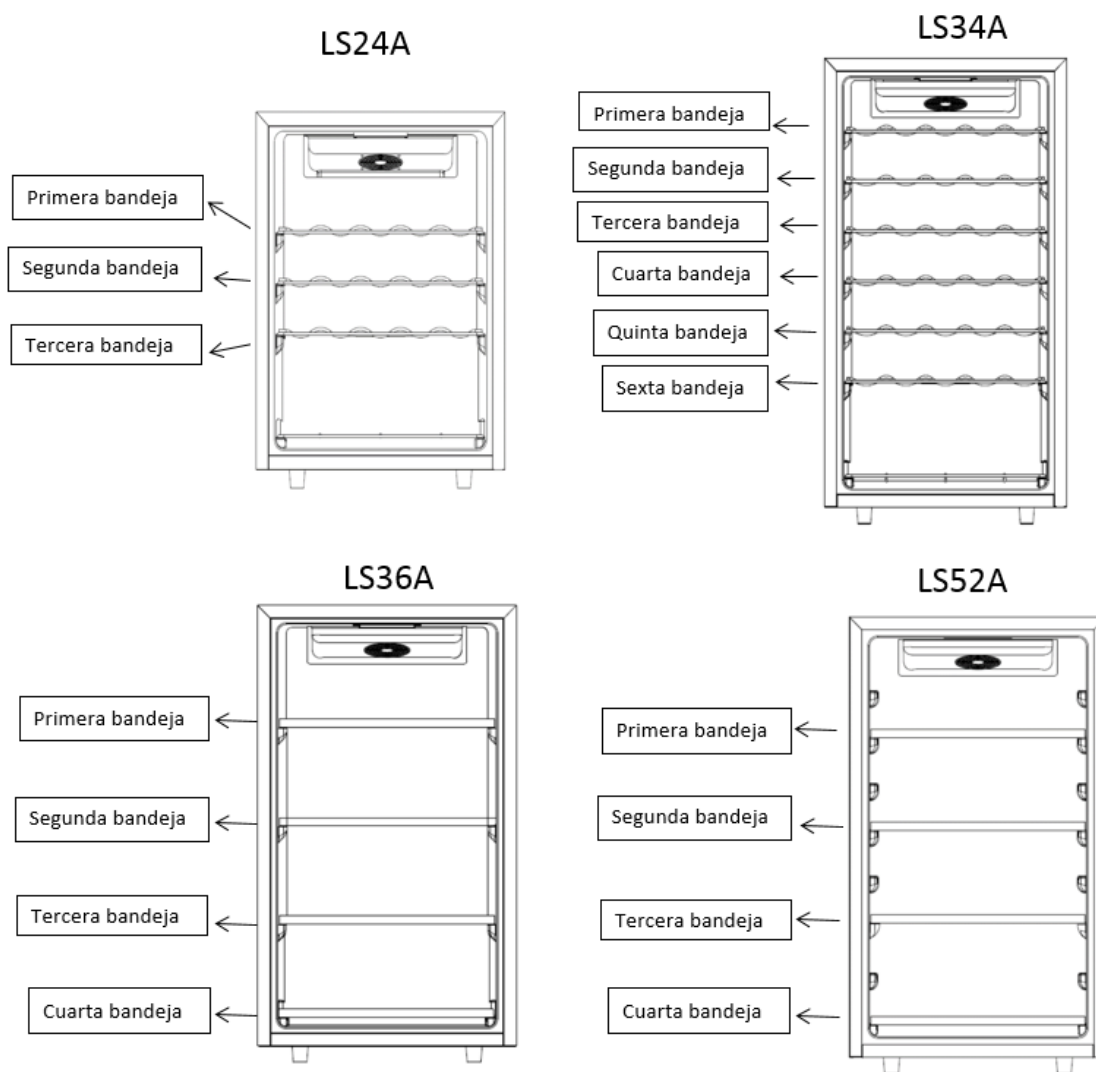 LS24A
Primera bandeja
Segunda bandeja
Tercera bandeja
LS34A
Primera bandeja
Segunda bandeja
Tercera bandeja
Cuarta bandeja
Quinta bandeja
Sexta bandeja
LS36A
Primera bandeja
Segunda bandeja
Tercera bandeja
Cuarta bandeja
LS52A
Primera bandeja
Segunda bandeja
Tercera bandeja
Cuarta bandeja